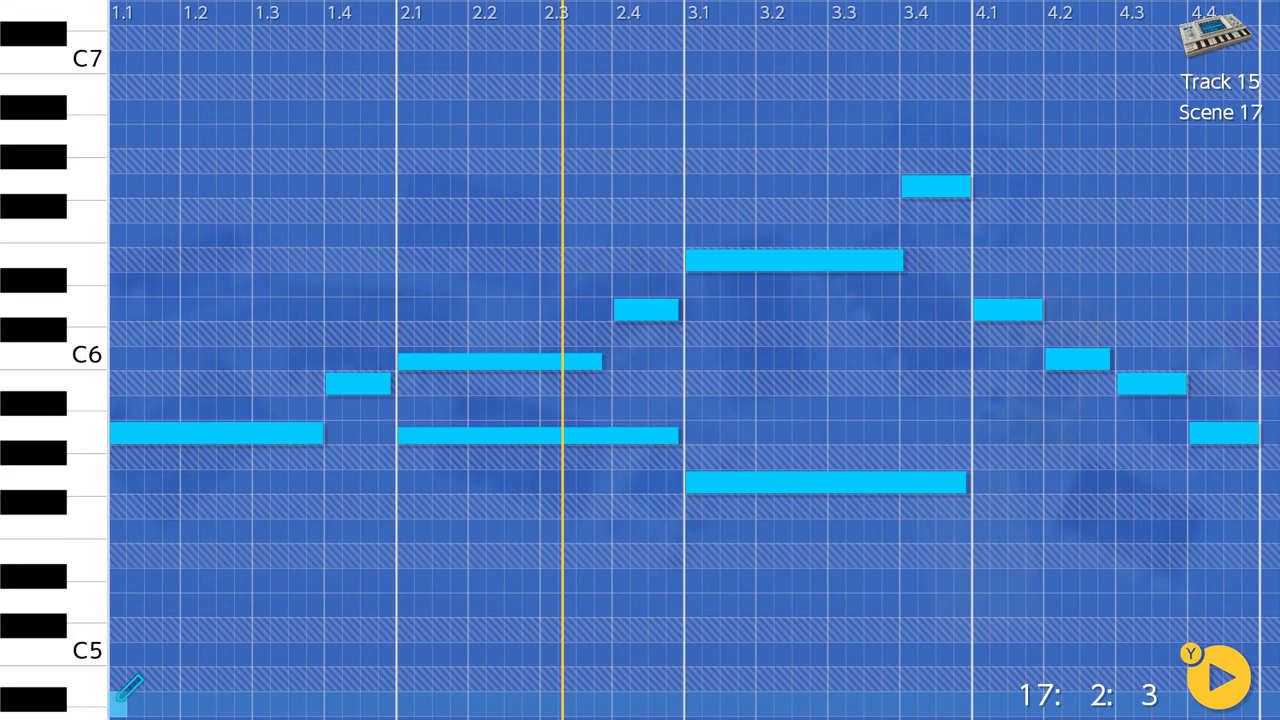 1.1 1.2 1.3 1.4 2.1 2.2 2.3 2.4 3.1 3.2 3.3 3.4 4.1 4.2 4.3 4.4
C7
Track 15
Scene 17
C6
C5
Y
17: 2: 3